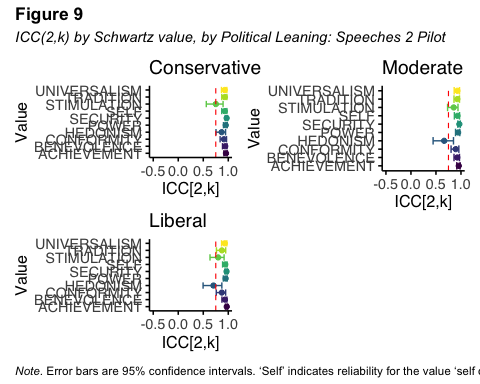 Figure 9
ICC(2,k) by Schwartz value, by Political Leaning: Speeches 2 Pilot
Conservative
Value
UNIVERSALISM
TRADITION
STIMULATION
SELF
SECURITY
POWER
HEDONISM
CONFORMITY
BENEVOLENCE
ACHIEVEMENT
-0.5 0.0 0.5 1.0
ICC[2,k]
Moderate
Value
UNIVERSALISM
TRADITION
STIMULATION
SELF
SECURITY
POWER
HEDONISM
CONFORMITY
BENEVOLENCE
ACHIEVEMENT
-0.5 0.0 0.5 1.0
ICC[2,k]
Liberal
Value
UNIVERSALISM
TRADITION
STIMULATION
SELF
SECURITY
POWER
HEDONISM
CONFORMITY
BENEVOLENCE
ACHIEVEMENT
-0.5 0.0 0.5 1.0
ICC[2,k]
Note. Error bars are 95% confidence intervals. ‘Self’ indicates reliability for the value ‘self